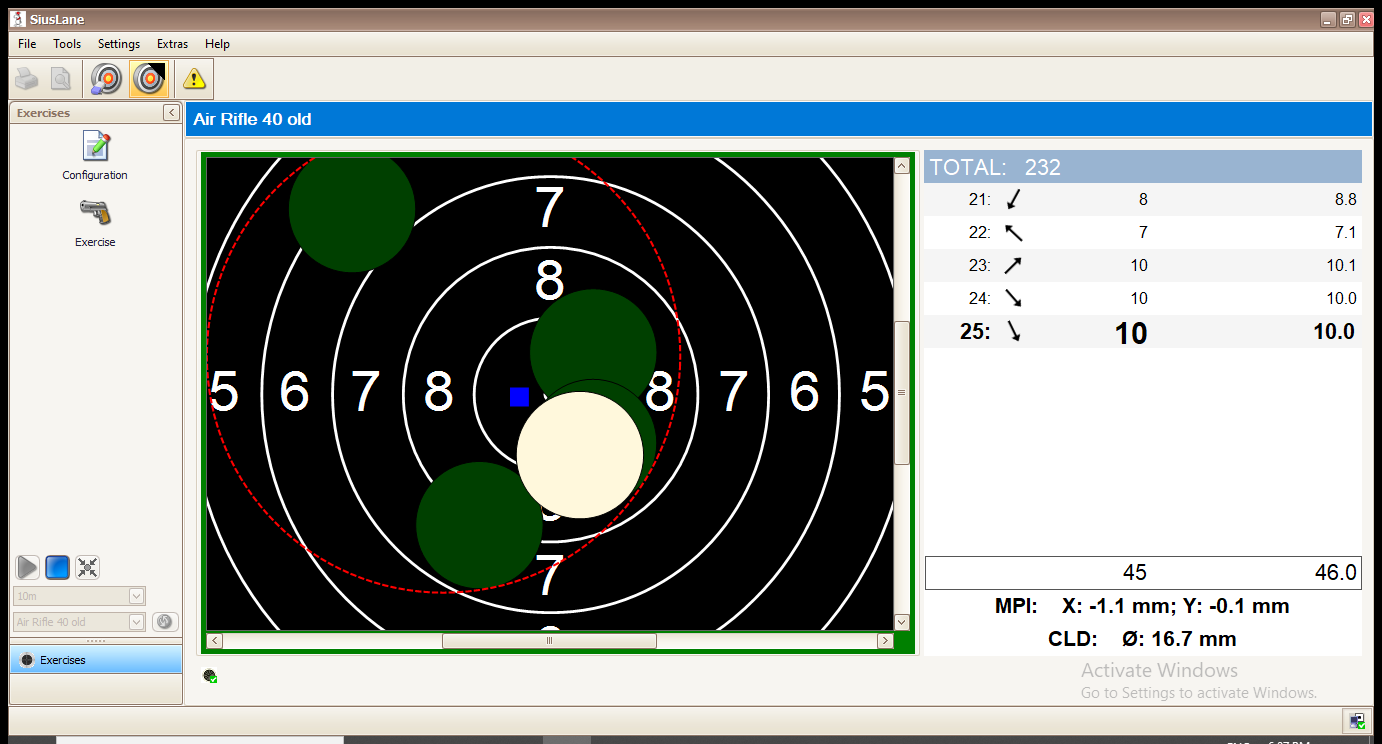 SiusLane
File Tools Settings Extras Help
Exercises
Configuration
Exercise
10m
Air Rifle 40 old
Exercises
Air Rifle 40 old
7
8
5 6 7 8 8 7 6 5
7
TOTAL: 232
21: 8 8.8
22: 7 7.1
23: 10 10.1
24: 10 10.0
25: 10 10.0
45 46.0
MPI: X: -1.1 mm; Y: -0.1 mm
CLD: Ø: 16.7 mm
Activate Windows
Go to Settings to activate Windows.